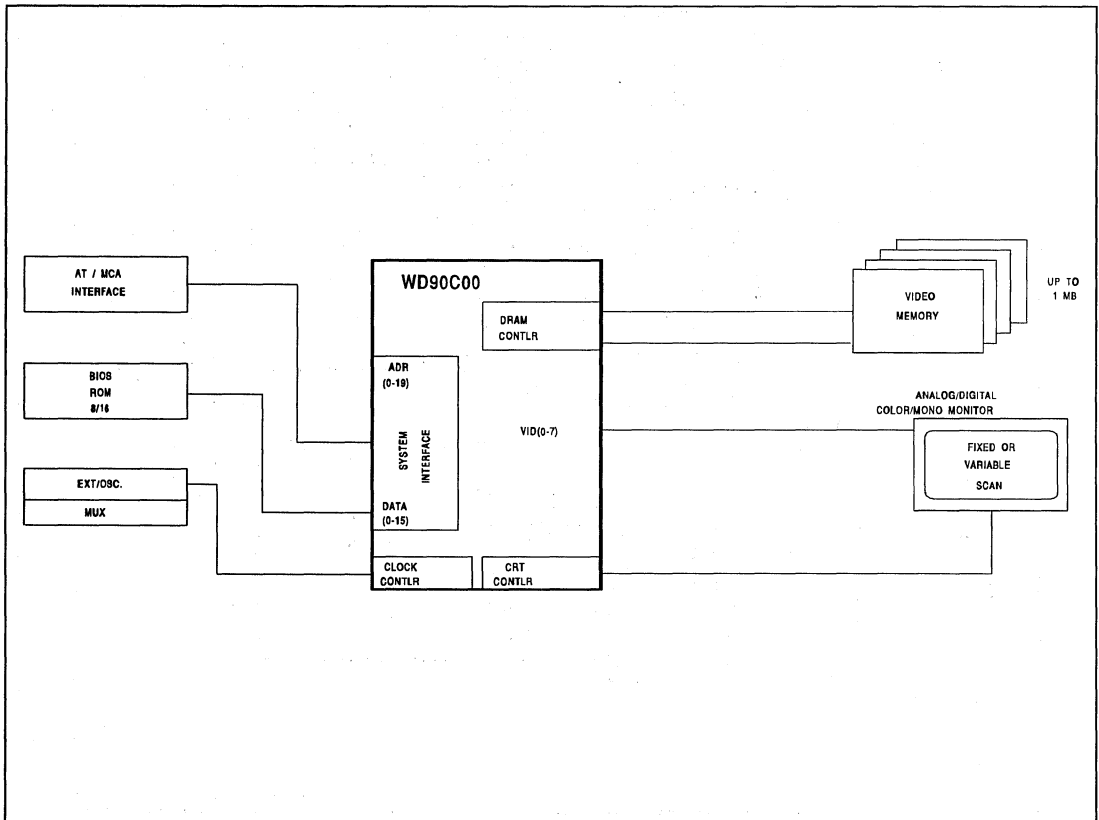 AT / MCA
INTERFACE
BIOS
ROM
8/16
EXT/OSC.
MUX
WD90C00
DRAM
CONTLR
ADR
(0-19)
SYSTEM
INTERFACE
DATA
(0-15)
VID(0-7)
CLOCK
CONTLR
CRT
CONTLR
VIDEO
MEMORY
UP TO
1 MB
ANALOG/DIGITAL
COLOR/MONO MONITOR
FIXED OR
VARIABLE
SCAN